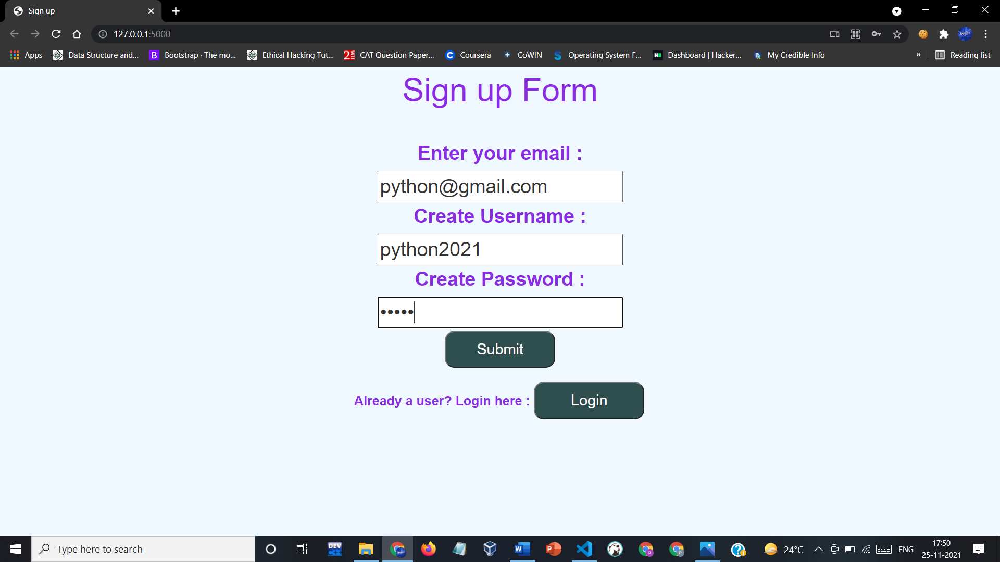 Sign up
127.0.0.1:5000
Apps
Data Structure and...
B
Bootstrap · The mo...
Ethical Hacking Tut...
CAT Question Paper...
Coursera
CoWIN
Operating System F...
Dashboard | Hacker...
My Credible Info
»
Reading list
Sign up Form
Enter your email :
python@gmail.com
Create Username :
python2021
Create Password :
•••••
Submit
Already a user? Login here : Login
Type here to search
DEV
24°C
ENG
17:50
25-11-2021